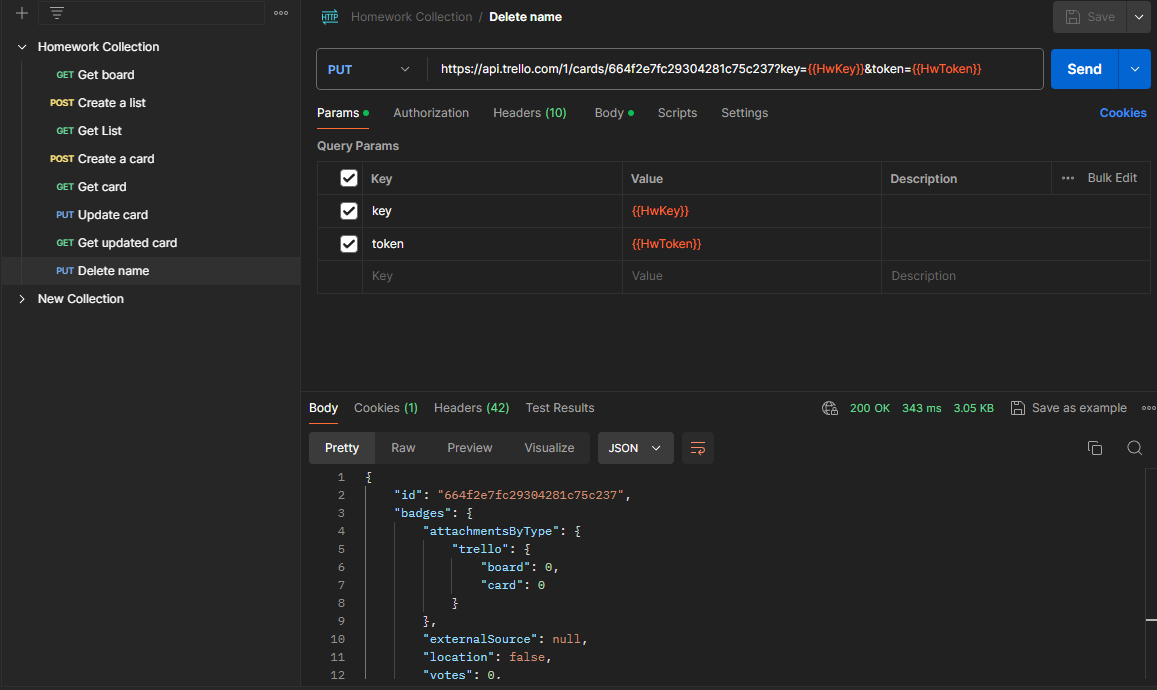 HTTP Homework Collection / Delete name
Save
Homework Collection
GET Get board
POST Create a list
GET Get List
POST Create a card
GET Get card
PUT Update card
GET Get updated card
PUT Delete name
New Collection
PUT https://api.trello.com/1/cards/664f2e7fc29304281c75c237?key={{HwKey}}&token={{HwToken}}
Send
Params Authorization Headers (10) Body Scripts Settings Cookies
Query Params
Key Value Description Bulk Edit
key {{HwKey}}
token {{HwToken}}
Key Value Description
Body Cookies (1) Headers (42) Test Results 200 OK 343 ms 3.05 KB Save as example
Pretty Raw Preview Visualize JSON
1 {
2 "id": "664f2e7fc29304281c75c237",
3 "badges": {
4 "attachmentsByType": {
5 "trello": {
6 "board": 0,
7 "card": 0
8 }
9 },
10 "externalSource": null,
11 "location": false,
12 "votes": 0,